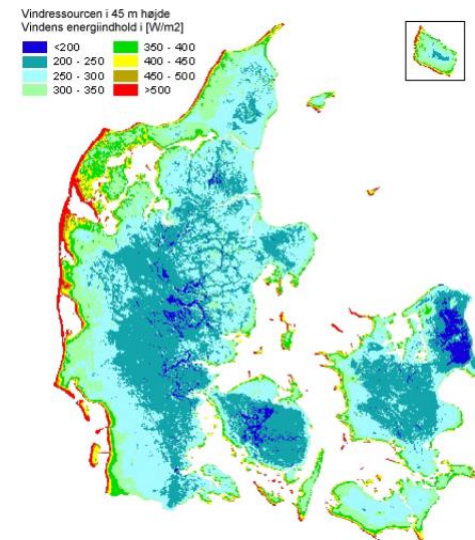 Vindressourcen i 45 m højde
Vindens energiindhold i [W/m2]
<200
200 - 250
250 - 300
300 - 350
350 - 400
400 - 450
450 - 500
>500